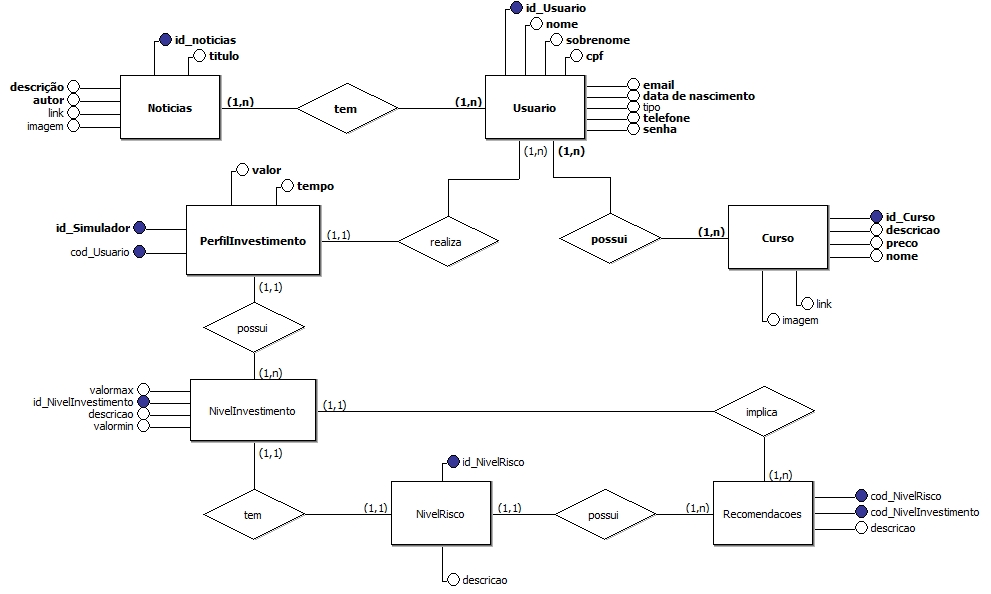 id_Usuario
nome
sobrenome
cpf
id_noticias
titulo
descrição
autor
link
imagem
Noticias
(1,n)
tem
(1,n)
Usuario
email
data de nascimento
tipo
telefone
senha
(1,n)
(1,n)
valor
tempo
id_Simulador
cod_Usuario
PerfilInvestimento
(1,1)
realiza
possui
(1,n)
Curso
id_Curso
descricao
preco
nome
link
imagem
(1,1)
possui
(1,n)
valormax
id_NivelInvestimento
descricao
valormin
NivelInvestimento
(1,1)
implica
(1,1)
(1,n)
id_NivelRisco
tem
(1,1)
NivelRisco
(1,1)
possui
(1,n)
Recomendacoes
cod_NivelRisco
cod_NivelInvestimento
descricao
descricao